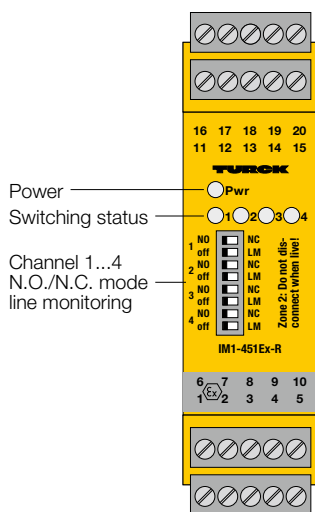 16 17 18 19 20
11 12 13 14 15
TURCK
Power
Pwr
Switching status
1 2 3 4
Channel 1...4
N.O./N.C. mode
line monitoring
1 NO NC
off LM
2 NO NC
off LM
3 NO NC
off LM
4 NO NC
off LM
Zone 2: Do not dis-
connect when live!
IM1-451Ex-R
6 7 8 9 10
εx
1 2 3 4 5